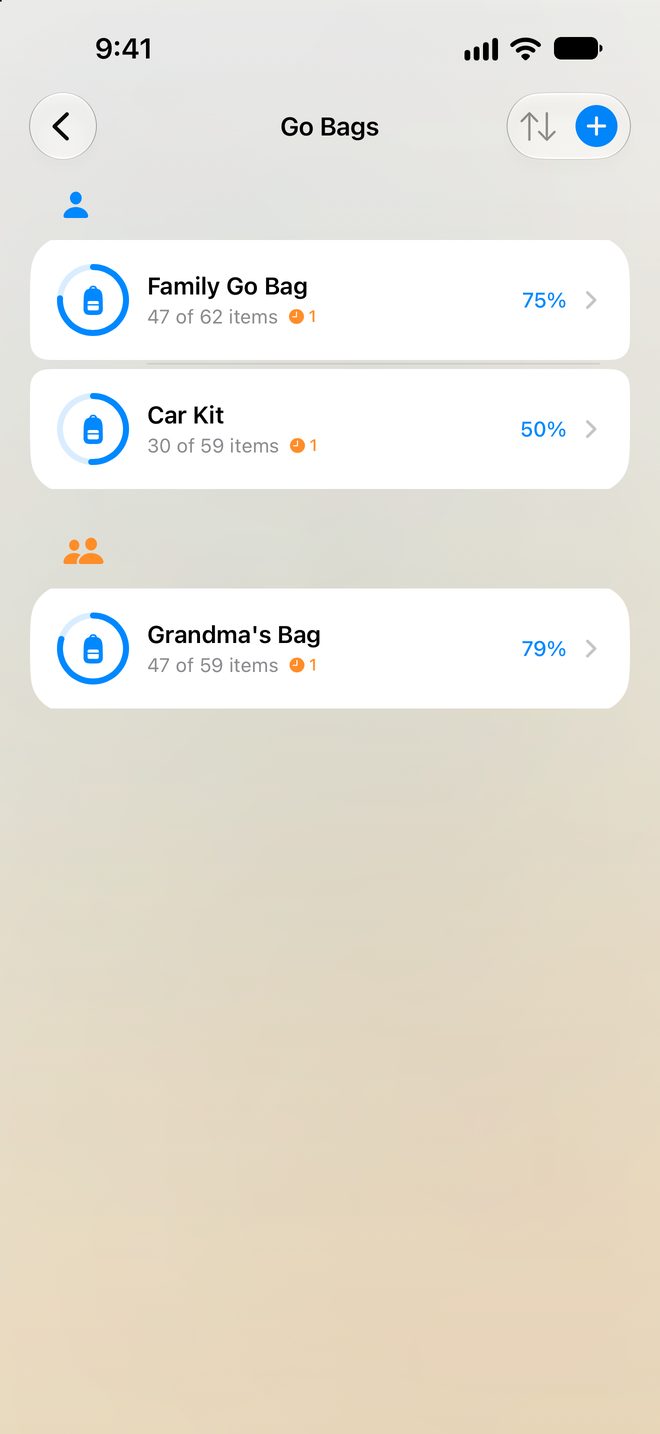 9:41
Go Bags
Family Go Bag
47 of 62 items 1
75%
Car Kit
30 of 59 items 1
50%
Grandma's Bag
47 of 59 items 1
79%